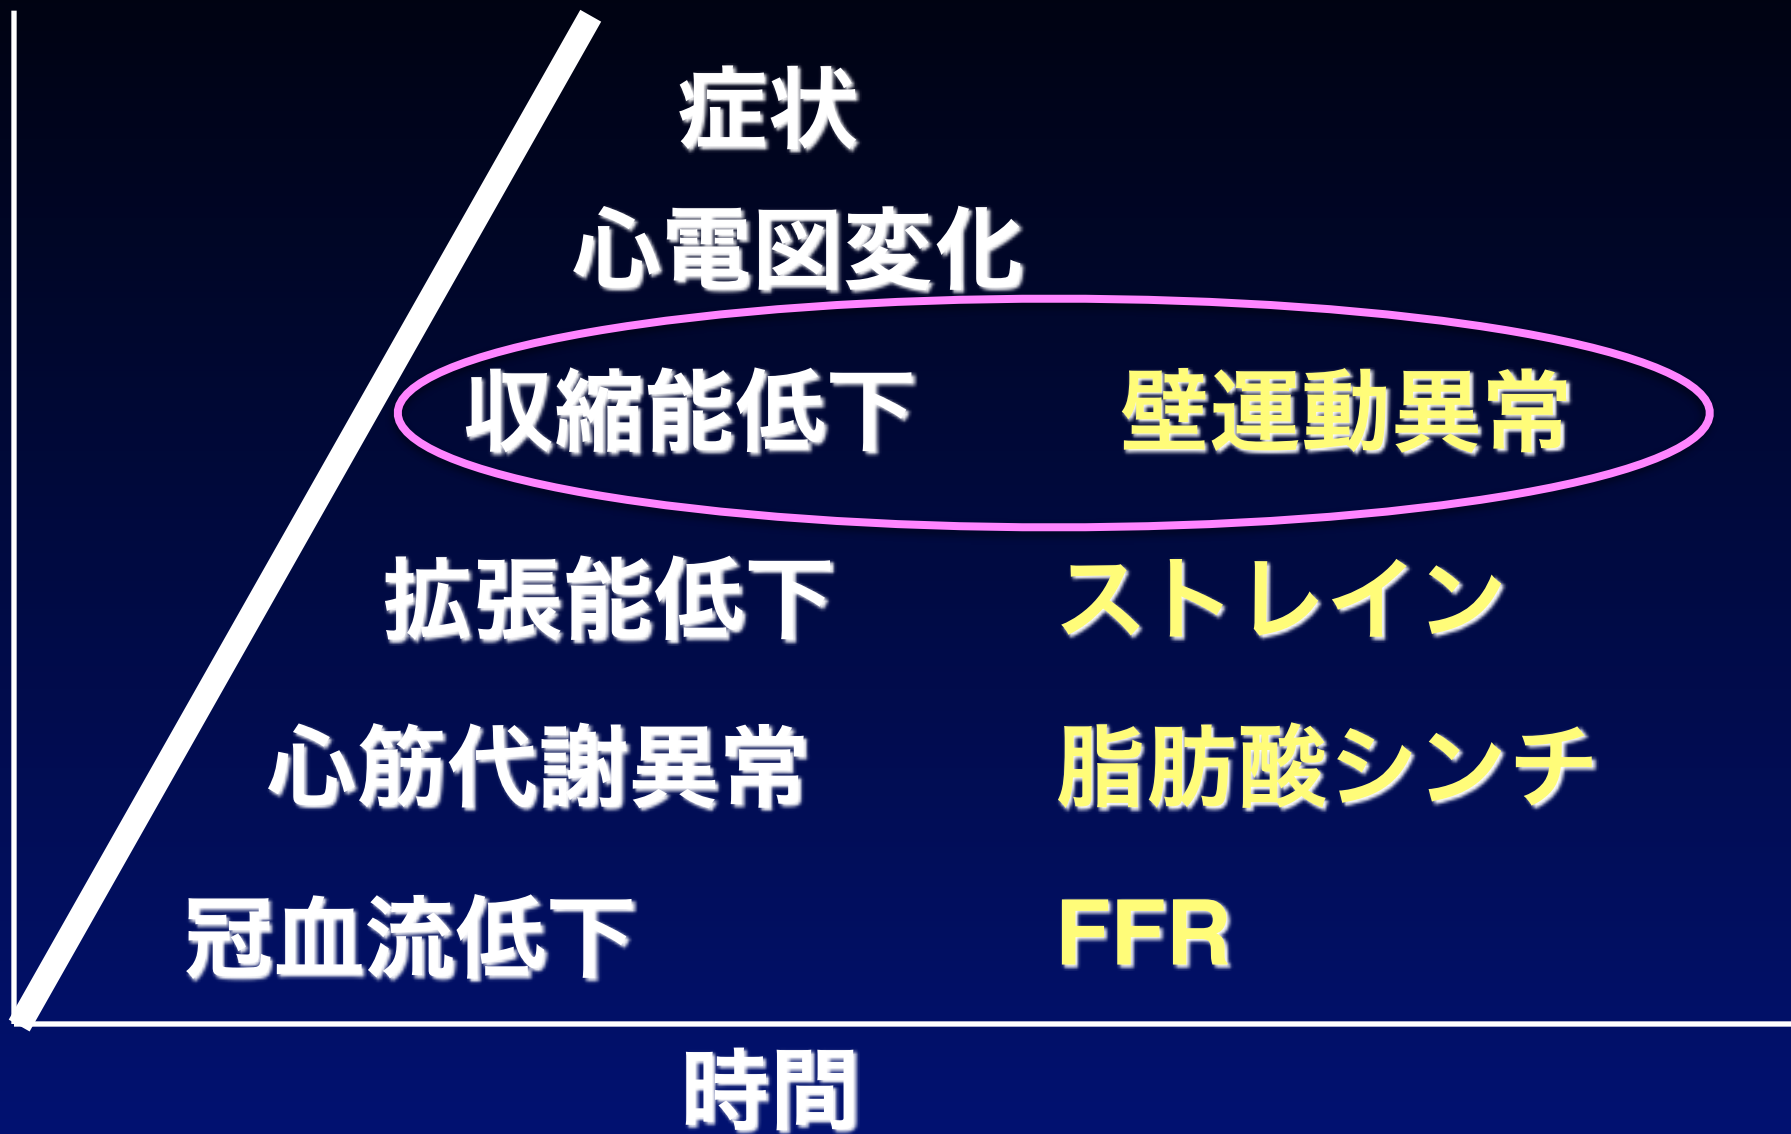 症状
心電図変化
収縮能低下 壁運動異常
拡張能低下 ストレイン
心筋代謝異常 脂肪酸シンチ
冠血流低下 FFR
時間